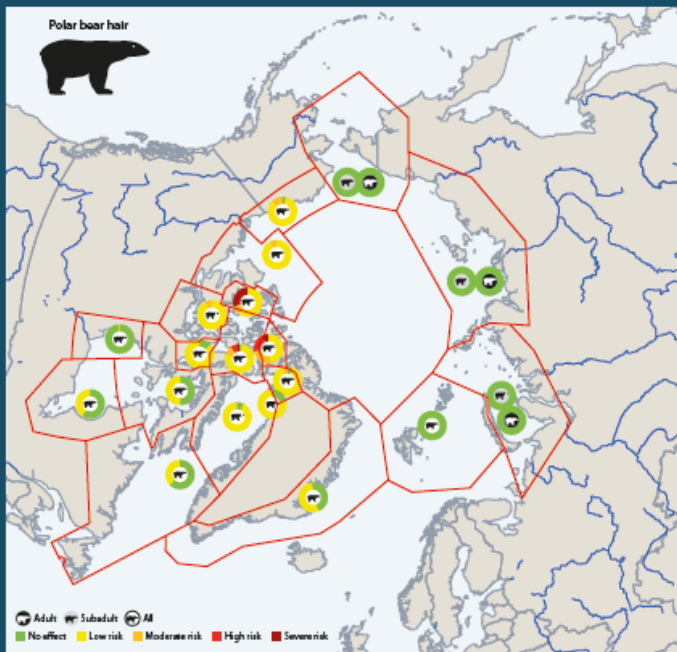 Polar bear hair
Adult Subadult All
No effect Low risk Moderate risk High risk Severe risk